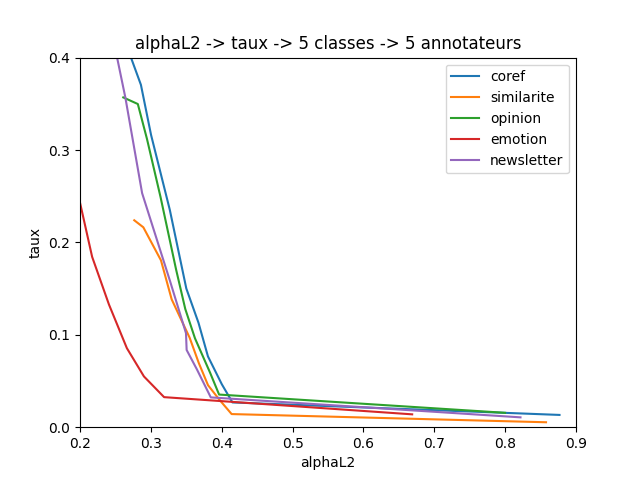 alphaL2 -> taux -> 5 classes -> 5 annotateurs
0.4
0.3
0.2
0.1
0.0
taux
coref
similarite
opinion
emotion
newsletter
0.2 0.3 0.4 0.5 0.6 0.7 0.8 0.9
alphaL2